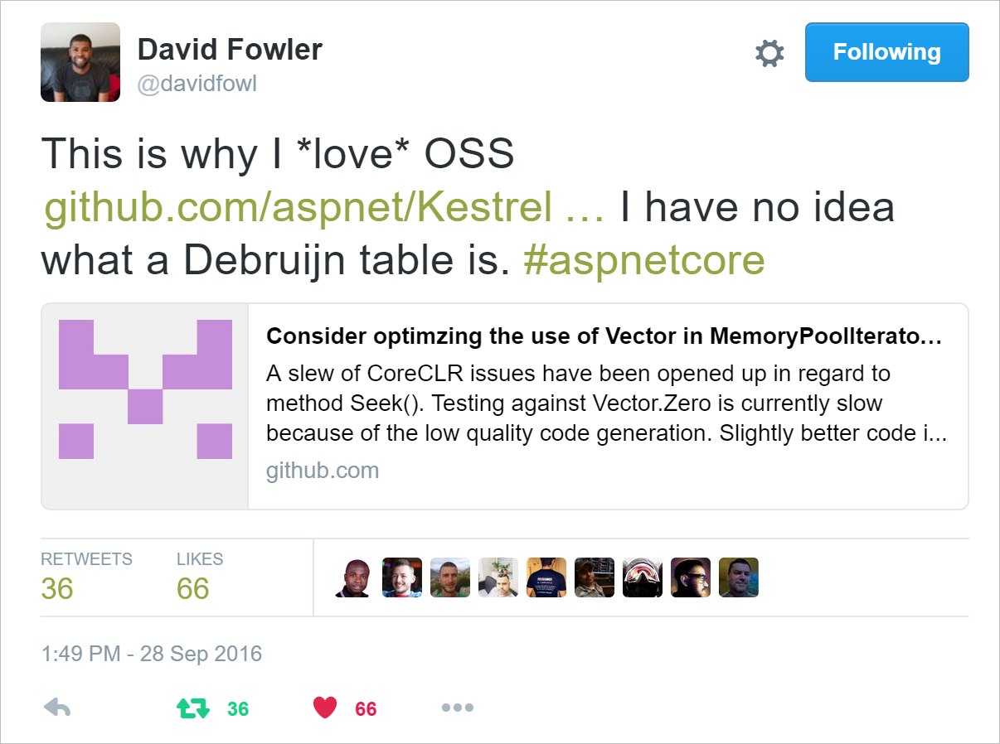 David Fowler
@davidfowl
Following
This is why I *love* OSS
github.com/aspnet/Kestrel … I have no idea
what a Debruijn table is. #aspnetcore
Consider optimzing the use of Vector in MemoryPoolIterato…
A slew of CoreCLR issues have been opened up in regard to
method Seek(). Testing against Vector.Zero is currently slow
because of the low quality code generation. Slightly better code i...
github.com
RETWEETS LIKES
36 66
1:49 PM - 28 Sep 2016
36 66